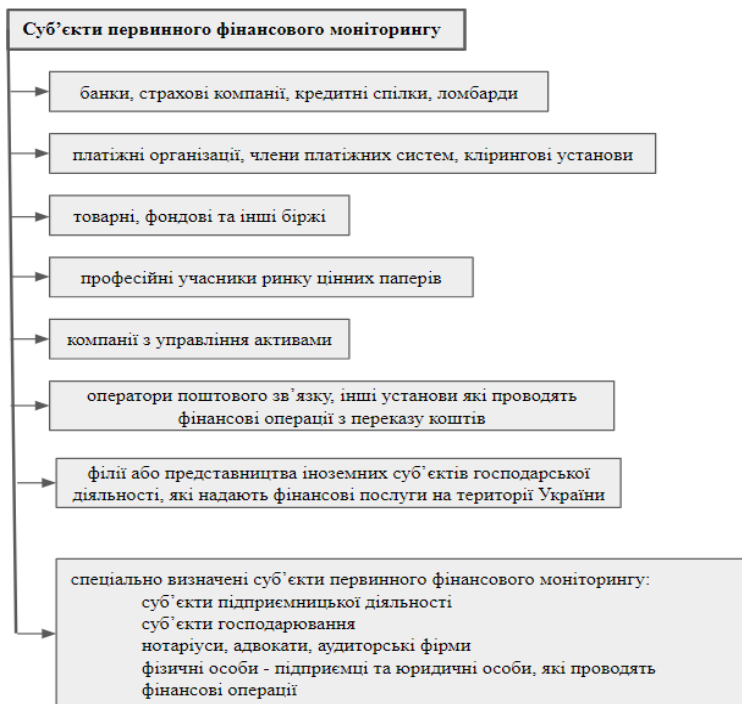 Суб’єкти первинного фінансового моніторингу
банки, страхові компанії, кредитні спілки, ломбарди
платіжні організації, члени платіжних систем, клірингові установи
товарні, фондові та інші біржі
професійні учасники ринку цінних паперів
компанії з управління активами
оператори поштового зв’язку, інші установи які проводять
фінансові операції з переказу коштів
філії або представництва іноземних суб’єктів господарської
діяльності, які надають фінансові послуги на території України
спеціально визначені суб’єкти первинного фінансового моніторингу:
суб’єкти підприємницької діяльності
суб’єкти господарювання
нотаріуси, адвокати, аудиторські фірми
фізичні особи - підприємці та юридичні особи, які проводять
фінансові операції